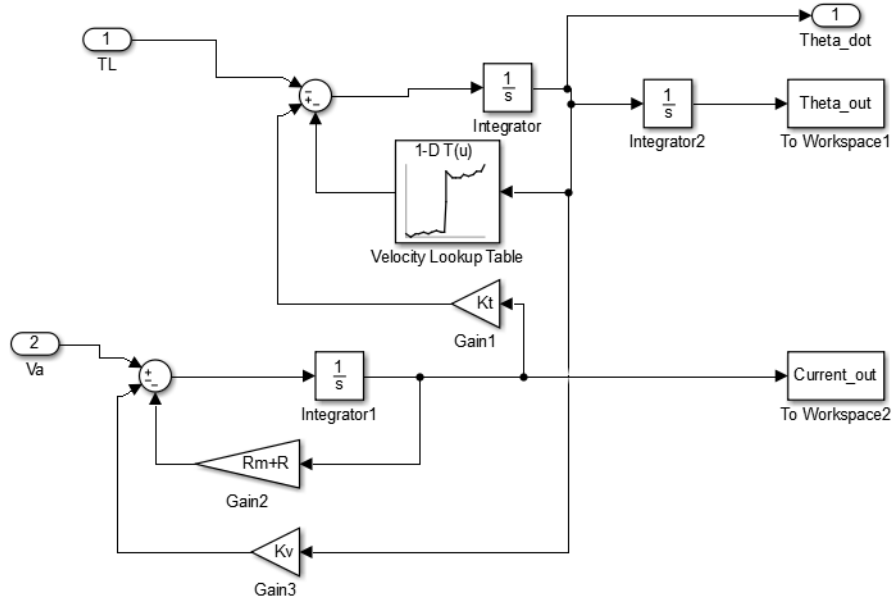 1
TL
1
Theta_dot
−
+
−
1
s
Integrator
1
s
Integrator2
Theta_out
To Workspace1
1-D T(u)
Velocity Lookup Table
Kt
Gain1
2
Va
+
−
−
1
s
Integrator1
Current_out
To Workspace2
Rm+R
Gain2
Kv
Gain3